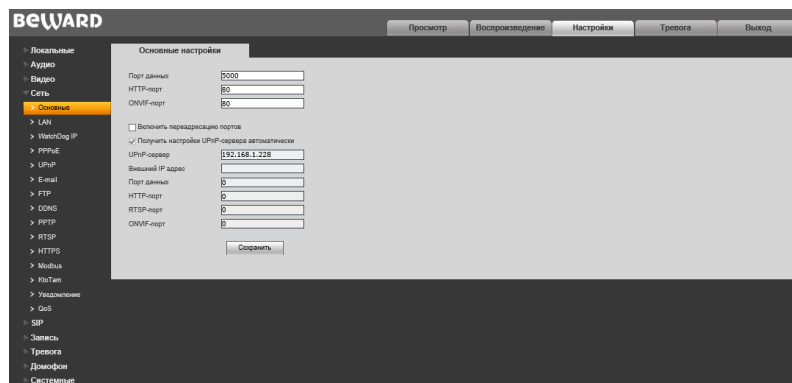 BEWARD
Просмотр
Воспроизведение
Настройки
Тревога
Выход
Локальные
Аудио
Видео
Сеть
Основные
LAN
WatchDog IP
PPPoE
UPnP
E-mail
FTP
DDNS
PPTP
RTSP
HTTPS
Modbus
KtoTam
Уведомление
QoS
SIP
Запись
Тревога
Домофон
Системные
Основные настройки
Порт данных 5000
HTTP-порт 80
ONVIF-порт 80
Включить переадресацию портов
Получить настройки UPnP-сервера автоматически
UPnP-сервер 192.168.1.228
Внешний IP адрес
Порт данных 0
HTTP-порт 0
RTSP-порт 0
ONVIF-порт 0
Сохранить